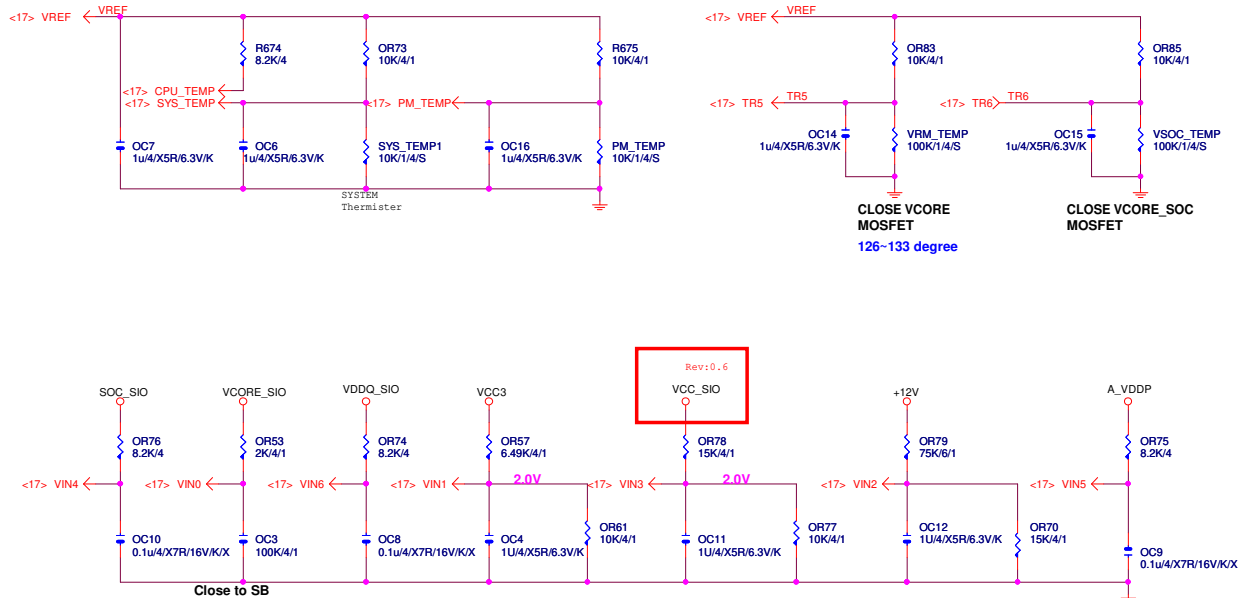 <17> VREF
VREF
R674
8.2K/4
OR73
10K/4/1
R675
10K/4/1
<17> CPU_TEMP
<17> SYS_TEMP
<17> PM_TEMP
OC7
1u/4/X5R/6.3V/K
OC6
1u/4/X5R/6.3V/K
SYS_TEMP1
10K/1/4/S
OC16
1u/4/X5R/6.3V/K
PM_TEMP
10K/1/4/S
SYSTEM
Thermister
<17> VREF
VREF
OR83
10K/4/1
OR85
10K/4/1
<17> TR5
TR5
<17> TR6
TR6
OC14
1u/4/X5R/6.3V/K
VRM_TEMP
100K/1/4/S
OC15
1u/4/X5R/6.3V/K
VSOC_TEMP
100K/1/4/S
CLOSE VCORE
MOSFET
126~133 degree
CLOSE VCORE_SOC
MOSFET
Rev:0.6
SOC_SIO
VCORE_SIO
VDDQ_SIO
VCC3
VCC_SIO
+12V
A_VDDP
OR76
8.2K/4
OR53
2K/4/1
OR74
8.2K/4
OR57
6.49K/4/1
OR78
15K/4/1
OR79
75K/6/1
OR75
8.2K/4
<17> VIN4
<17> VIN0
<17> VIN6
<17> VIN1
2.0V
<17> VIN3
2.0V
<17> VIN2
<17> VIN5
OC10
0.1u/4/X7R/16V/K/X
OC3
100K/4/1
OC8
0.1u/4/X7R/16V/K/X
OC4
1U/4/X5R/6.3V/K
OR61
10K/4/1
OC11
1U/4/X5R/6.3V/K
OR77
10K/4/1
OC12
1U/4/X5R/6.3V/K
OR70
15K/4/1
OC9
0.1u/4/X7R/16V/K/X
Close to SB